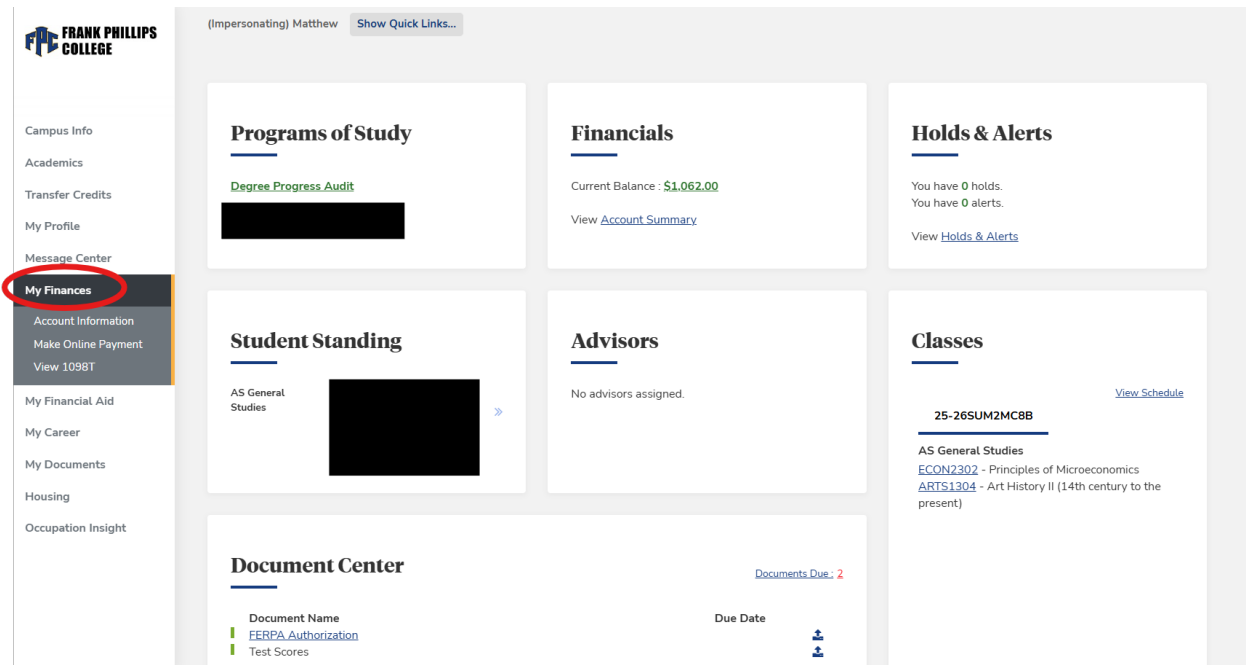 FPC FRANK PHILLIPS
COLLEGE
(Impersonating) Matthew Show Quick Links...
Campus Info
Academics
Transfer Credits
My Profile
Message Center
My Finances
Account Information
Make Online Payment
View 1098T
My Financial Aid
My Career
My Documents
Housing
Occupation Insight
Programs of Study
Degree Progress Audit
Financials
Current Balance : $1,062.00
View Account Summary
Holds & Alerts
You have 0 holds.
You have 0 alerts.
View Holds & Alerts
Student Standing
AS General
Studies
»
Advisors
No advisors assigned.
Classes
View Schedule
25-26SUM2MC8B
AS General Studies
ECON2302 - Principles of Microeconomics
ARTS1304 - Art History II (14th century to the
present)
Document Center
Documents Due : 2
Document Name Due Date
FERPA Authorization
Test Scores